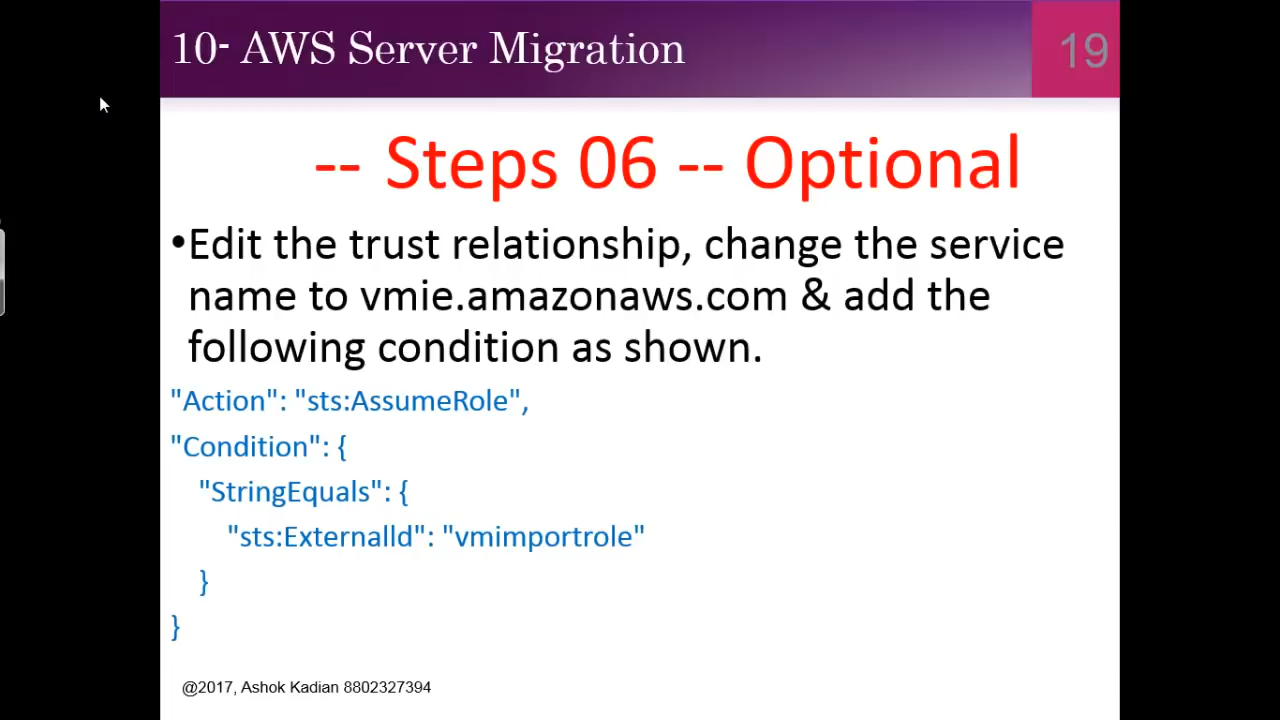 10- AWS Server Migration
19
-- Steps 06 -- Optional
•Edit the trust relationship, change the service
name to vmie.amazonaws.com & add the
following condition as shown.
"Action": "sts:AssumeRole",
"Condition": {
"StringEquals": {
"sts:ExternalId": "vmimportrole"
}
}
@2017, Ashok Kadian 8802327394